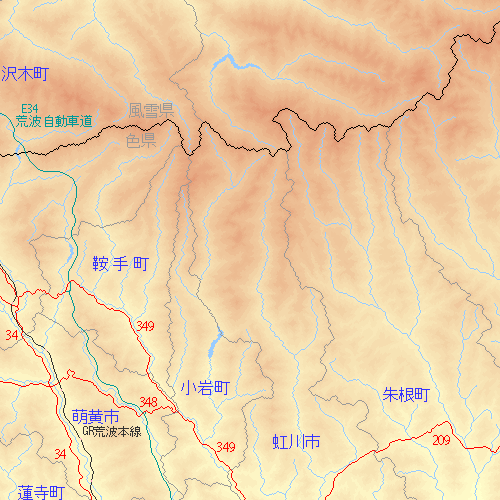 沢木町
E34
荒波自動車道
風雪県
色県
鞍手町
349
34
小岩町
朱根町
348
萌黄市
GR荒波本線
349
虹川市
209
34
蓮寺町